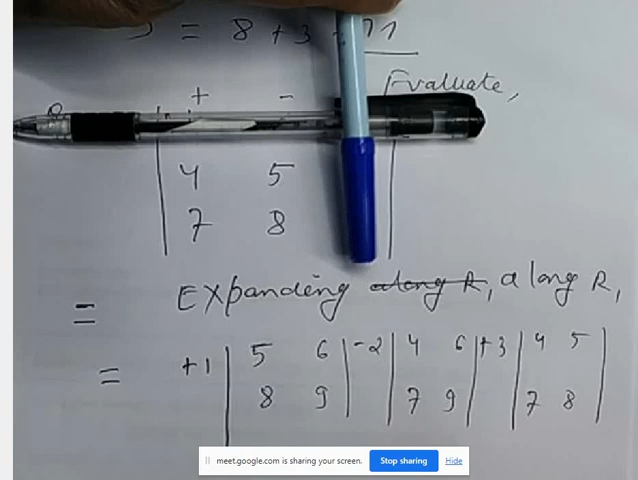 = 8 + 3 = 11
+ - Evaluate,
4 5
7 8
= Expanding along R, along R,
= +1 | 5 6 | -2 | 4 6 | +3 | 4 5 |
| 8 9 | | 7 9 | | 7 8 |
meet.google.com is sharing your screen. Stop sharing Hide